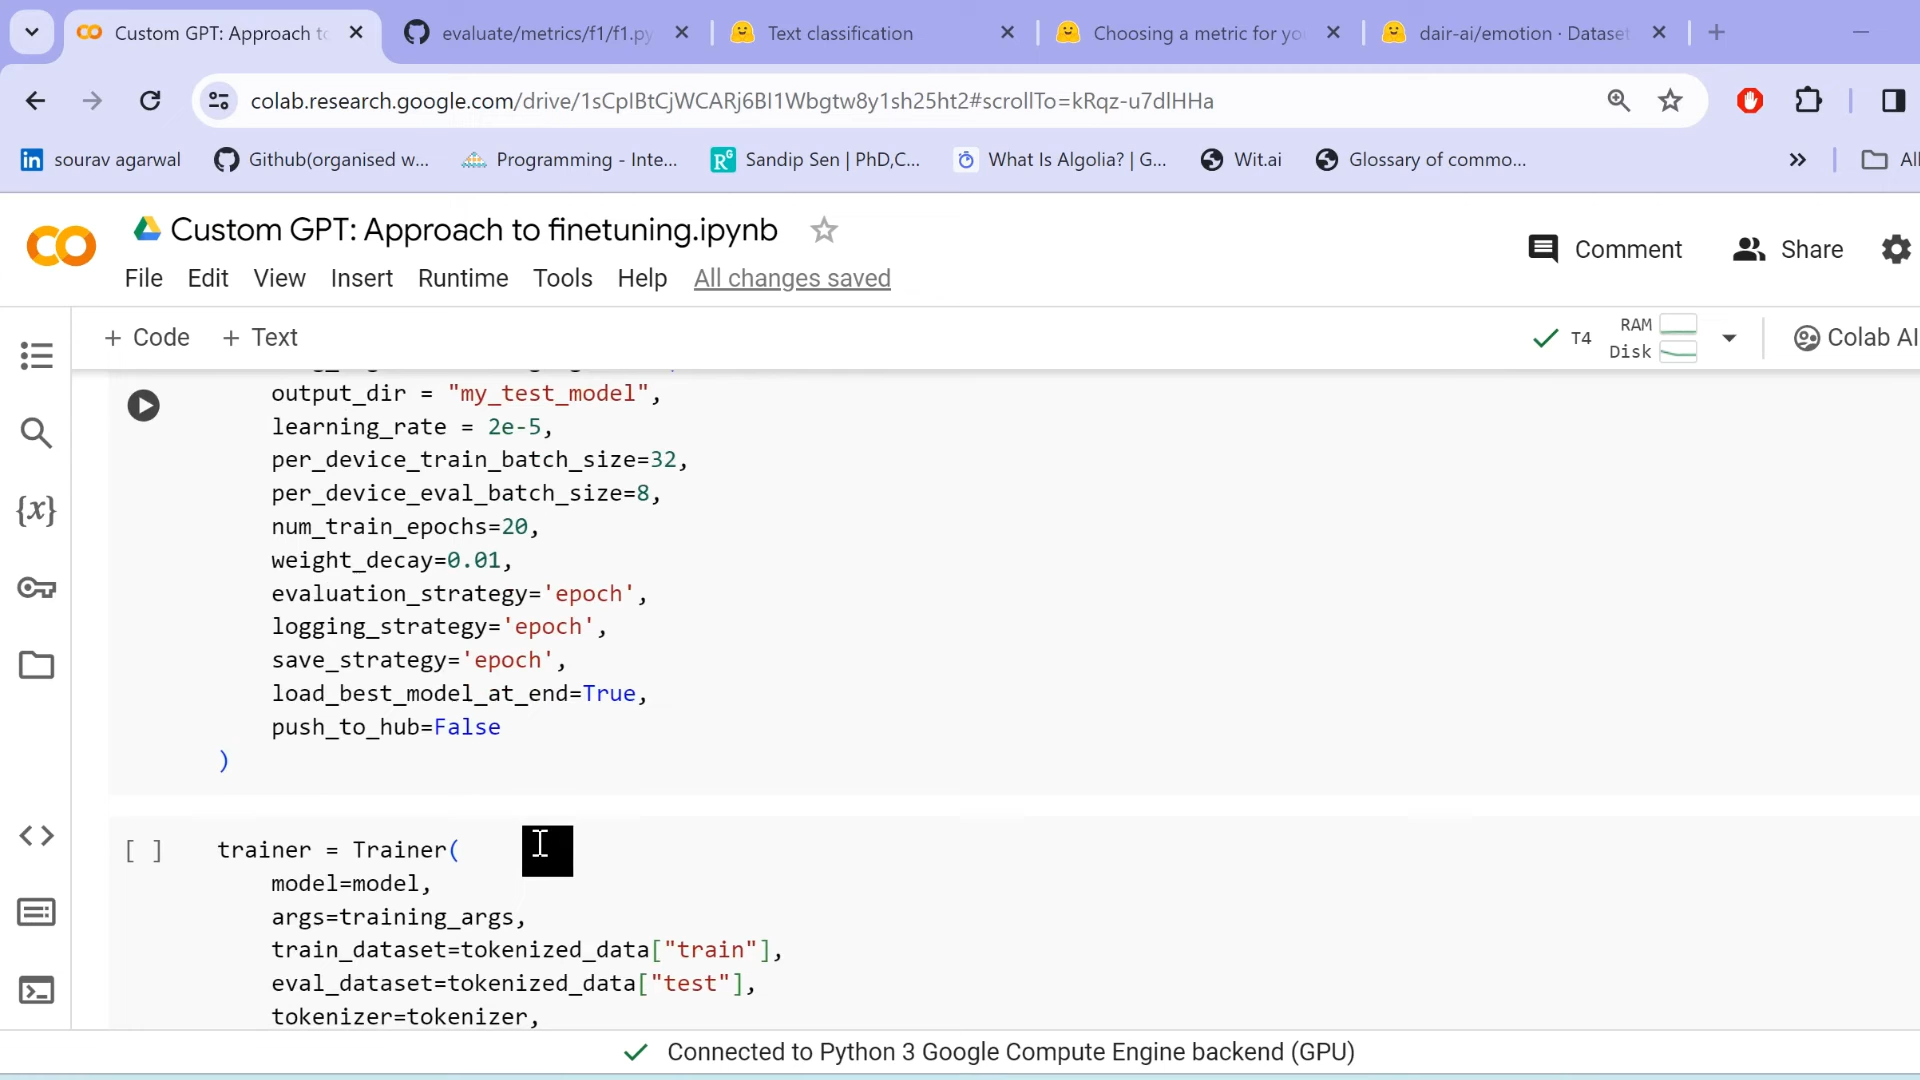 Custom GPT: Approach to
evaluate/metrics/f1/f1.py
Text classification
Choosing a metric for yo
dair-ai/emotion · Dataset
colab.research.google.com/drive/1sCpIBtCjWCARj6BI1Wbgtw8y1sh25ht2#scrollTo=kRqz-u7dlHHa
in sourav agarwal
Github(organised w...
Programming - Inte...
Sandip Sen | PhD,C...
What Is Algolia? | G...
Wit.ai
Glossary of commo...
Al
Custom GPT: Approach to finetuning.ipynb
Comment
Share
File Edit View Insert Runtime Tools Help All changes saved
+ Code + Text
T4
RAM
Disk
Colab AI
output_dir = "my_test_model",
learning_rate = 2e-5,
per_device_train_batch_size=32,
per_device_eval_batch_size=8,
num_train_epochs=20,
weight_decay=0.01,
evaluation_strategy='epoch',
logging_strategy='epoch',
save_strategy='epoch',
load_best_model_at_end=True,
push_to_hub=False
)
[ ] trainer = Trainer(
model=model,
args=training_args,
train_dataset=tokenized_data["train"],
eval_dataset=tokenized_data["test"],
tokenizer=tokenizer,
Connected to Python 3 Google Compute Engine backend (GPU)